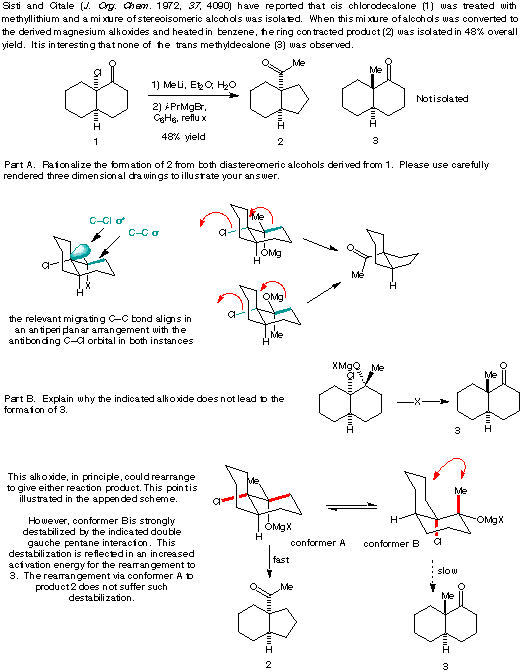 Sisti and Citale (J. Org. Chem. 1972, 37, 4090) have reported that cis chlorodecalone (1) was treated with
methyllithium and a mixture of stereoisomeric alcohols was isolated. When this mixture of alcohols was converted to
the derived magnesium alkoxides and heated in benzene, the ring contracted product (2) was isolated in 48% overall
yield. It is interesting that none of the trans methyldecalone (3) was observed.
Cl O
H
1
1) MeLi, Et2O; H2O
2) i-PrMgBr,
C6H6, reflux
48% yield
O Me
H
2
Me O
H
3
Not isolated
Part A. Rationalize the formation of 2 from both diastereomeric alcohols derived from 1. Please use carefully
rendered three dimensional drawings to illustrate your answer.
C–Cl σ*
C–C σ
Cl
H
X
the relevant migrating C–C bond aligns in
an antiperiplanar arrangement with the
antibonding C–Cl orbital in both instances
Me
Cl
OMg
H
OMg
Cl
H
Me
O
Me
H
Part B. Explain why the indicated alkoxide does not lead to the
formation of 3.
XMgO Me
Cl
H
X
Me O
H
3
This alkoxide, in principle, could rearrange
to give either reaction product. This point is
illustrated in the appended scheme.
However, conformer B is strongly
destabilized by the indicated double
gauche pentane interaction. This
destabilization is reflected in an increased
activation energy for the rearrangement to
3. The rearrangement via conformer A to
product 2 does not suffer such
destabilization.
Me
Cl
OMgX
H
conformer A
Me
H
OMgX
Cl
conformer B
fast
slow
O Me
H
2
Me O
H
3